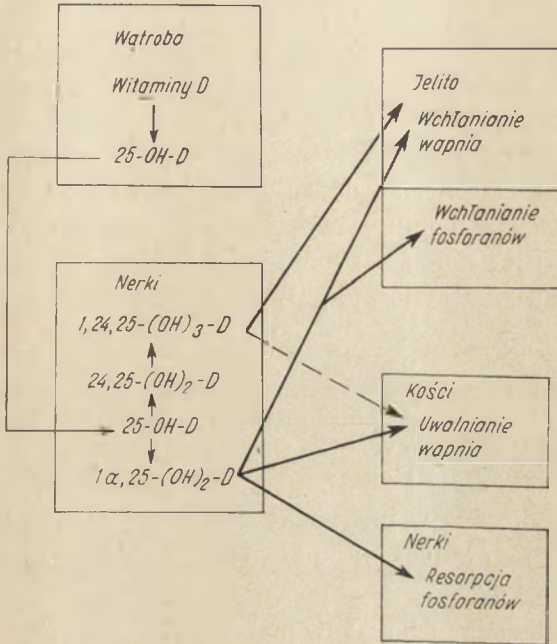 Wątroba
Witaminy D
25-OH-D
Nerki
1,24,25-(OH)₃-D
24,25-(OH)₂-D
25-OH-D
1α,25-(OH)₂-D
Jelito
Wchłanianie
wapnia
Wchłanianie
fosforanów
Kości
Uwalnianie
wapnia
Nerki
Resorpcja
fosforanów